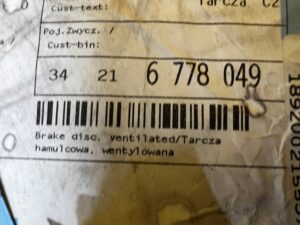 Cust-text: Tarcza
Poj.Zwycz. /
Cust-bin:
34 21 6 778 049
Brake disc, ventilated/Tarcza
hamulcowa, wentylowana